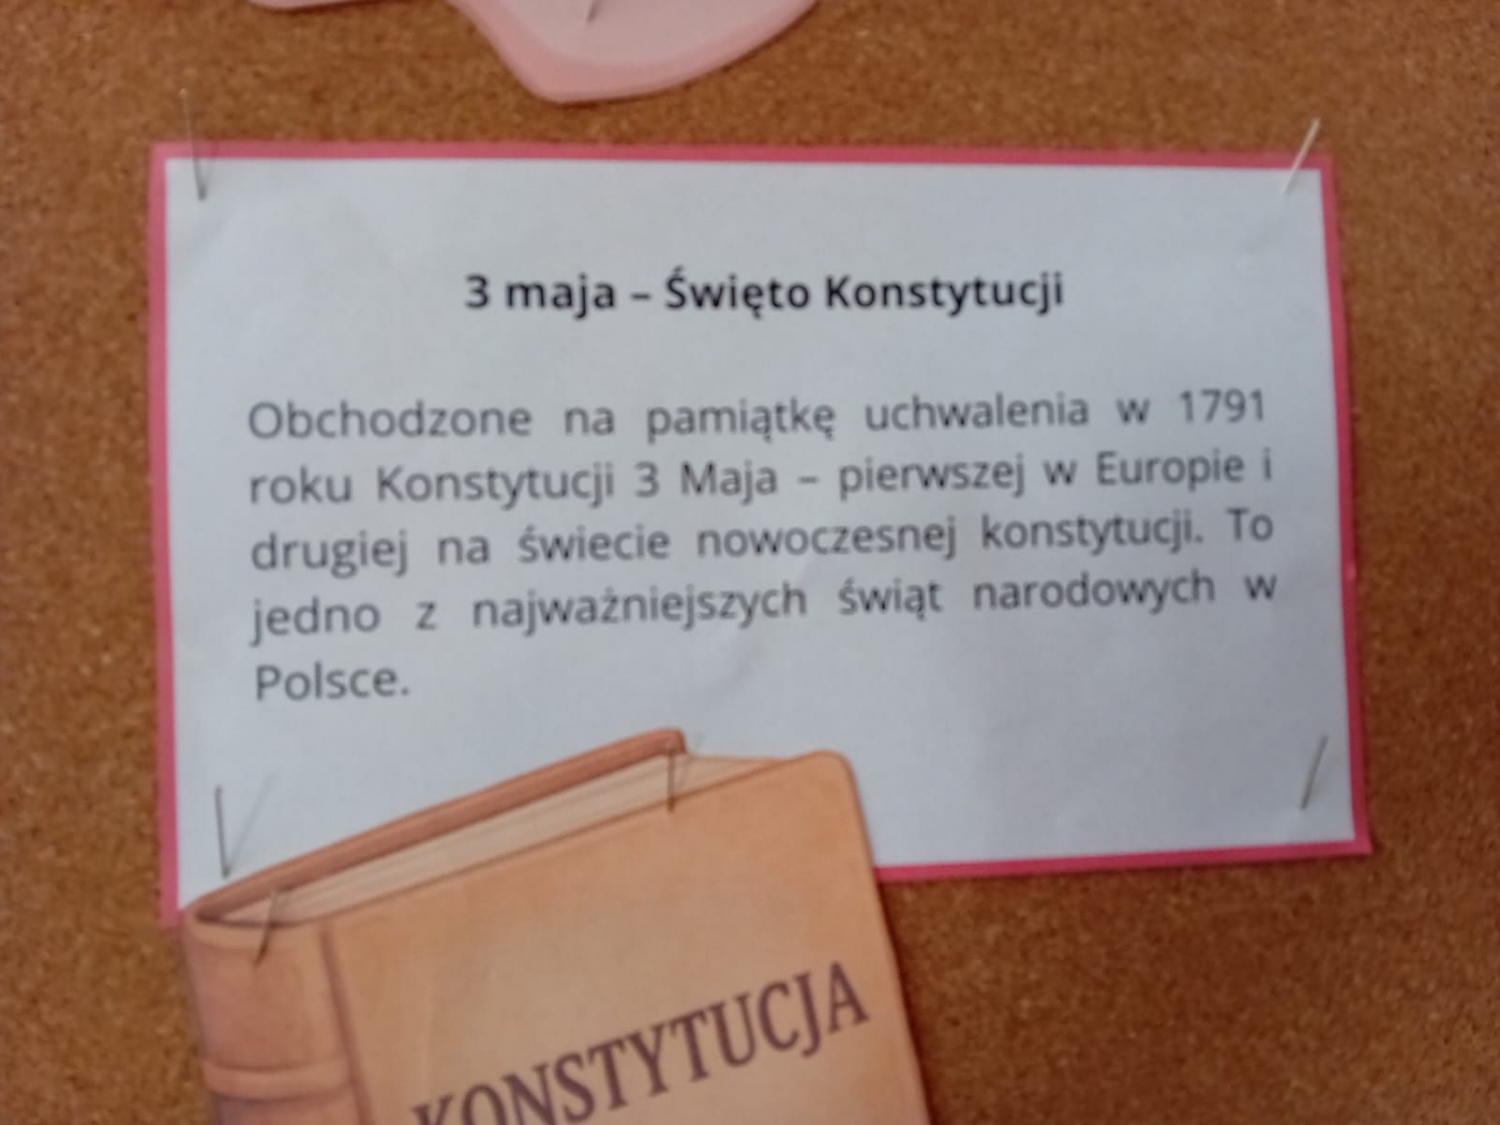 3 maja – Święto Konstytucji
Obchodzone na pamiątkę uchwalenia w 1791
roku Konstytucji 3 Maja – pierwszej w Europie i
drugiej na świecie nowoczesnej konstytucji. To
jedno z najważniejszych świąt narodowych w
Polsce.
KONSTYTUCJA